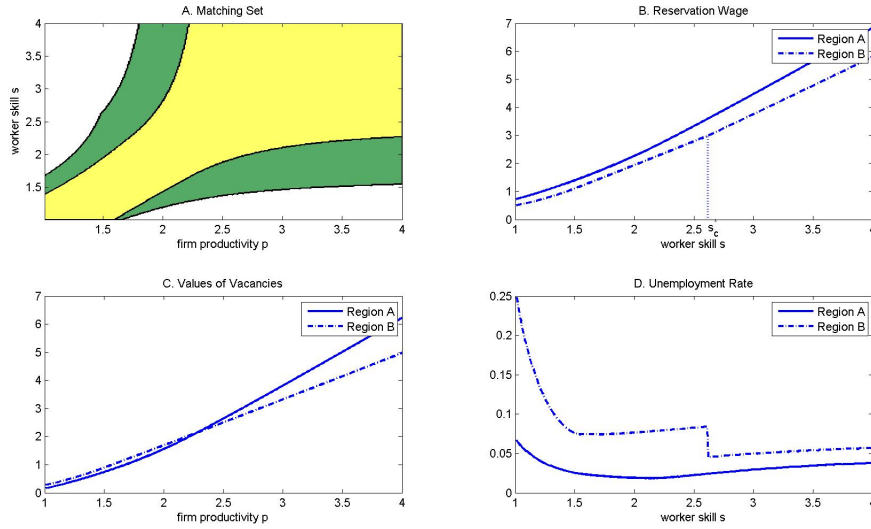 A. Matching Set
4
3.5
3
2.5
2
1.5
worker skill s
1 1.5 2 2.5 3 3.5 4
firm productivity p
B. Reservation Wage
7
6
5
4
3
2
1
0
Region A
Region B
s_c
1 1.5 2 2.5 3 3.5 4
worker skill s
C. Values of Vacancies
7
6
5
4
3
2
1
0
Region A
Region B
1 1.5 2 2.5 3 3.5 4
firm productivity p
D. Unemployment Rate
0.25
0.2
0.15
0.1
0.05
0
Region A
Region B
1 1.5 2 2.5 3 3.5 4
worker skill s